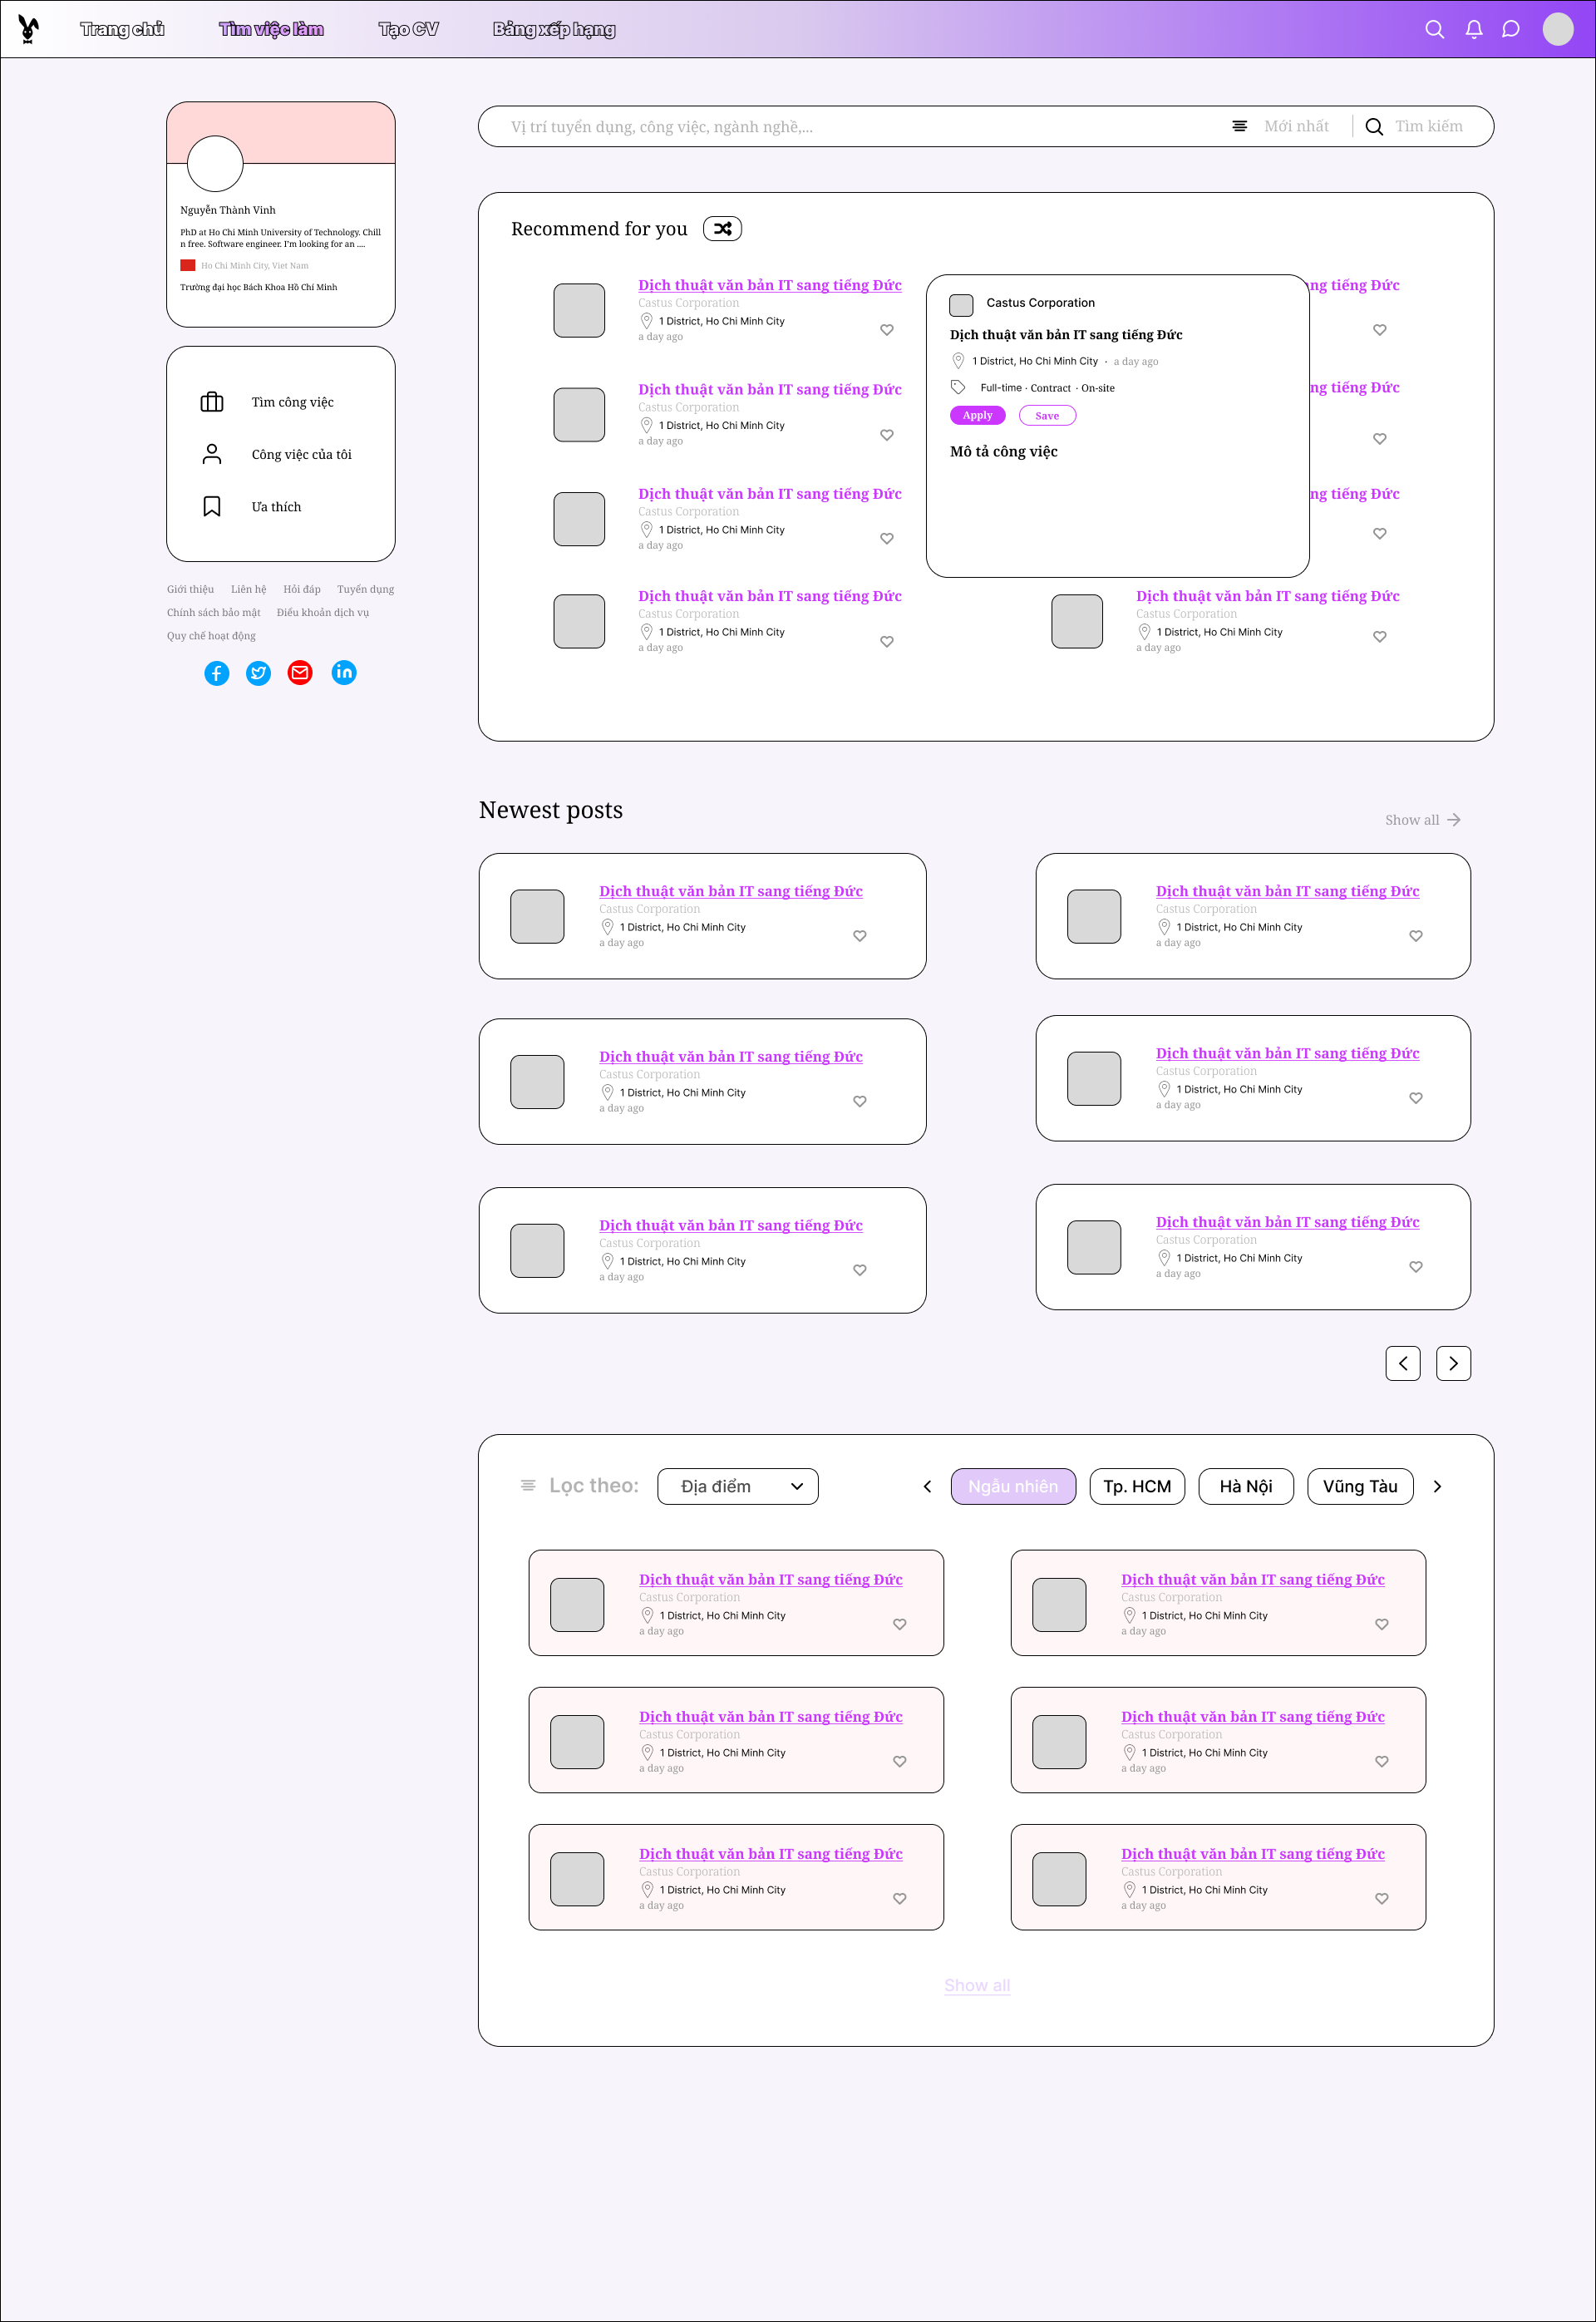 Trang chủ
Tìm việc làm
Tạo CV
Bảng xếp hạng
Nguyễn Thành Vinh
PhD at Ho Chi Minh University of Technology. Chill
n free. Software engineer. I'm looking for an ....
Ho Chi Minh City, Viet Nam
Trường đại học Bách Khoa Hồ Chí Minh
Tìm công việc
Công việc của tôi
Ưa thích
Giới thiệu Liên hệ Hỏi đáp Tuyển dụng
Chính sách bảo mật Điều khoản dịch vụ
Quy chế hoạt động
Vị trí tuyển dụng, công việc, ngành nghề,...
Mới nhất
Tìm kiếm
Recommend for you
Dịch thuật văn bản IT sang tiếng Đức
Castus Corporation
1 District, Ho Chi Minh City
a day ago
Dịch thuật văn bản IT sang tiếng Đức
Castus Corporation
1 District, Ho Chi Minh City
a day ago
Dịch thuật văn bản IT sang tiếng Đức
Castus Corporation
1 District, Ho Chi Minh City
a day ago
Dịch thuật văn bản IT sang tiếng Đức
Castus Corporation
1 District, Ho Chi Minh City
a day ago
Castus Corporation
Dịch thuật văn bản IT sang tiếng Đức
1 District, Ho Chi Minh City · a day ago
Full-time · Contract · On-site
Apply
Save
Mô tả công việc
ng tiếng Đức
ng tiếng Đức
ng tiếng Đức
Dịch thuật văn bản IT sang tiếng Đức
Castus Corporation
1 District, Ho Chi Minh City
a day ago
Newest posts
Show all
Dịch thuật văn bản IT sang tiếng Đức
Castus Corporation
1 District, Ho Chi Minh City
a day ago
Dịch thuật văn bản IT sang tiếng Đức
Castus Corporation
1 District, Ho Chi Minh City
a day ago
Dịch thuật văn bản IT sang tiếng Đức
Castus Corporation
1 District, Ho Chi Minh City
a day ago
Dịch thuật văn bản IT sang tiếng Đức
Castus Corporation
1 District, Ho Chi Minh City
a day ago
Dịch thuật văn bản IT sang tiếng Đức
Castus Corporation
1 District, Ho Chi Minh City
a day ago
Dịch thuật văn bản IT sang tiếng Đức
Castus Corporation
1 District, Ho Chi Minh City
a day ago
Lọc theo:
Địa điểm
Ngẫu nhiên
Tp. HCM
Hà Nội
Vũng Tàu
Dịch thuật văn bản IT sang tiếng Đức
Castus Corporation
1 District, Ho Chi Minh City
a day ago
Dịch thuật văn bản IT sang tiếng Đức
Castus Corporation
1 District, Ho Chi Minh City
a day ago
Dịch thuật văn bản IT sang tiếng Đức
Castus Corporation
1 District, Ho Chi Minh City
a day ago
Dịch thuật văn bản IT sang tiếng Đức
Castus Corporation
1 District, Ho Chi Minh City
a day ago
Dịch thuật văn bản IT sang tiếng Đức
Castus Corporation
1 District, Ho Chi Minh City
a day ago
Dịch thuật văn bản IT sang tiếng Đức
Castus Corporation
1 District, Ho Chi Minh City
a day ago
Show all